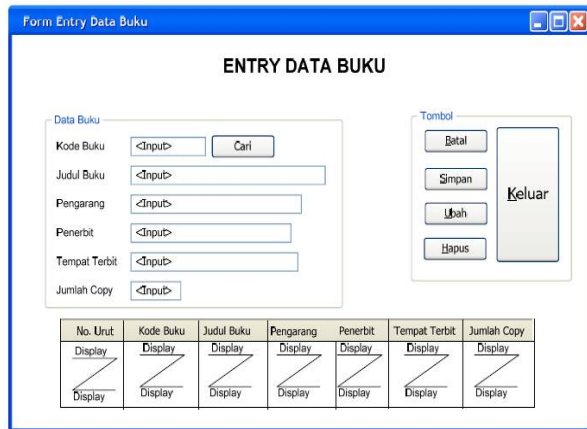 Form Entry Data Buku
ENTRY DATA BUKU
Data Buku
Kode Buku <Input> Cari
Judul Buku <Input>
Pengarang <Input>
Penerbit <Input>
Tempat Terbit <Input>
Jumlah Copy <Input>
Tombol
Batal
Simpan
Ubah
Hapus
Keluar
No. Urut Kode Buku Judul Buku Pengarang Penerbit Tempat Terbit Jumlah Copy
Display Display Display Display Display Display Display
Display Display Display Display Display Display Display